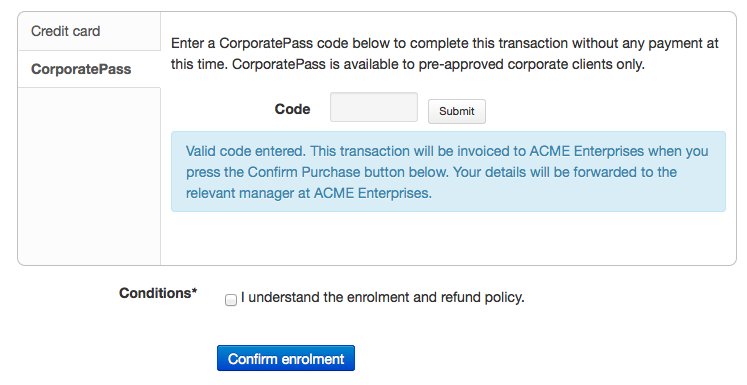 Credit card
CorporatePass
Enter a CorporatePass code below to complete this transaction without any payment at
this time. CorporatePass is available to pre-approved corporate clients only.
Code
Submit
Valid code entered. This transaction will be invoiced to ACME Enterprises when you
press the Confirm Purchase button below. Your details will be forwarded to the
relevant manager at ACME Enterprises.
Conditions*
I understand the enrolment and refund policy.
Confirm enrolment